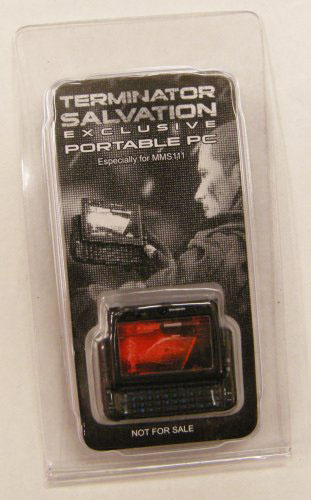 TERMINATOR
SALVATION
EXCLUSIVE
PORTABLE PC
Especially for MMS111
NOT FOR SALE